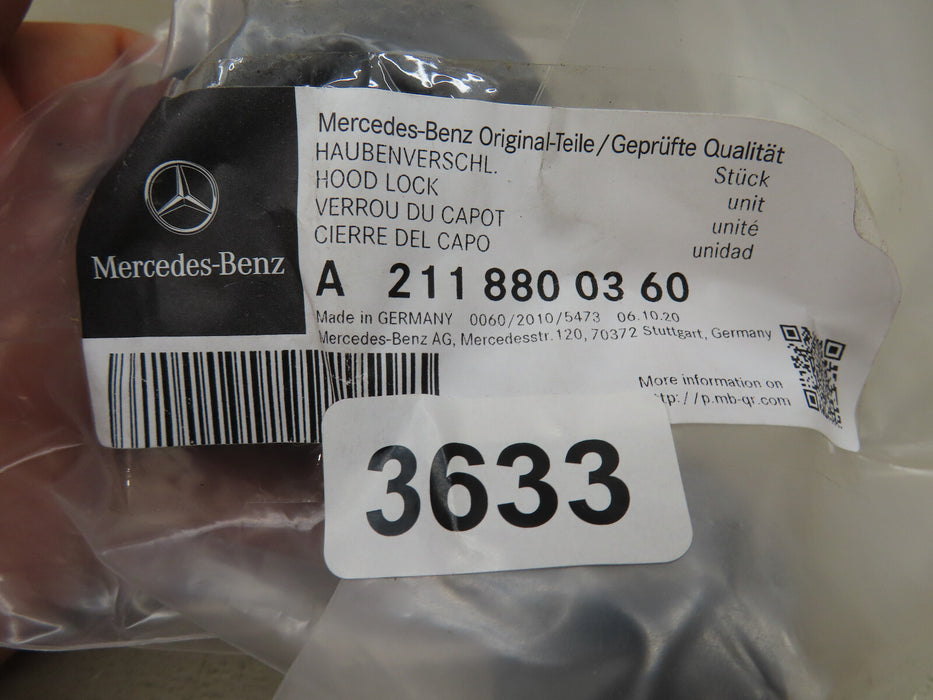 Mercedes-Benz
Mercedes-Benz Original-Teile/Geprüfte Qualität
HAUBENVERSCHL. Stück
HOOD LOCK unit
VERROU DU CAPOT unité
CIERRE DEL CAPO unidad
A 211 880 03 60
Made in GERMANY 0060/2010/5473 06.10.20
Mercedes-Benz AG, Mercedesstr. 120, 70372 Stuttgart, Germany
More information on
tp://p.mb-qr.com
3633